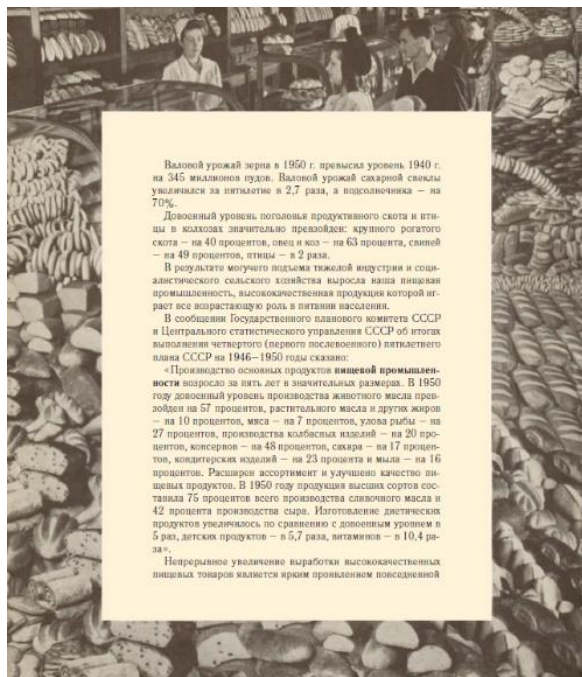 Валовой урожай зерна в 1950 г. превысил уровень 1940 г.
на 345 миллионов пудов. Валовой урожай сахарной свеклы
увеличился за пятилетие в 2,7 раза, а подсолнечника — на
70%.
Довоенный уровень поголовья продуктивного скота и пти-
цы в колхозах значительно превзойден: крупного рогатого
скота — на 40 процентов, овец и коз — на 63 процента, свиней
— на 49 процентов, птицы — в 2 раза.
В результате могучего подъема тяжелой индустрии и соци-
алистического сельского хозяйства выросла наша пищевая
промышленность, высококачественная продукция которой иг-
рает все возрастающую роль в питании населения.
В сообщении Государственного планового комитета СССР
и Центрального статистического управления СССР об итогах
выполнения четвертого (первого послевоенного) пятилетнего
плана СССР на 1946—1950 годы сказано:
«Производство основных продуктов пищевой промышлен-
ности возросло за пять лет в значительных размерах. В 1950
году довоенный уровень производства животного масла прев-
зойден на 57 процентов, растительного масла и других жиров
— на 10 процентов, мяса — на 7 процентов, улова рыбы — на
27 процентов, производства колбасных изделий — на 20 про-
центов, консервов — на 48 процентов, сахара — на 17 процен-
тов, кондитерских изделий — на 23 процента и мыла — на 16
процентов. Расширен ассортимент и улучшено качество пи-
щевых продуктов. В 1950 году продукция высших сортов сос-
тавила 75 процентов всего производства сливочного масла и
42 процента производства сыра. Изготовление диетических
продуктов увеличилось по сравнению с довоенным уровнем в
5 раз, детских продуктов — в 5,7 раза, витаминов — в 10,4 ра-
за».
Непрерывное увеличение выработки высококачественных
пищевых товаров является ярким проявлением повседневной